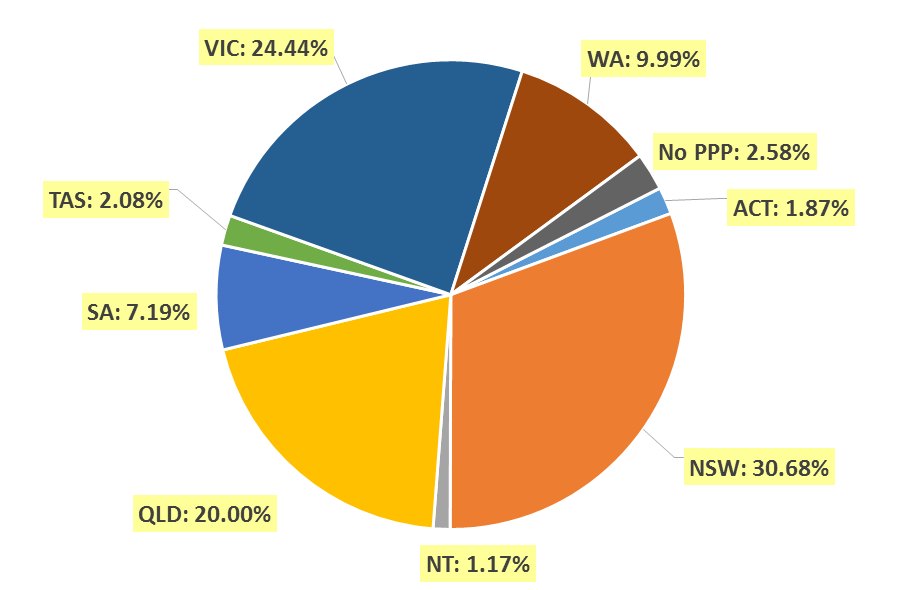 VIC: 24.44%
WA: 9.99%
No PPP: 2.58%
TAS: 2.08%
ACT: 1.87%
SA: 7.19%
NSW: 30.68%
QLD: 20.00%
NT: 1.17%